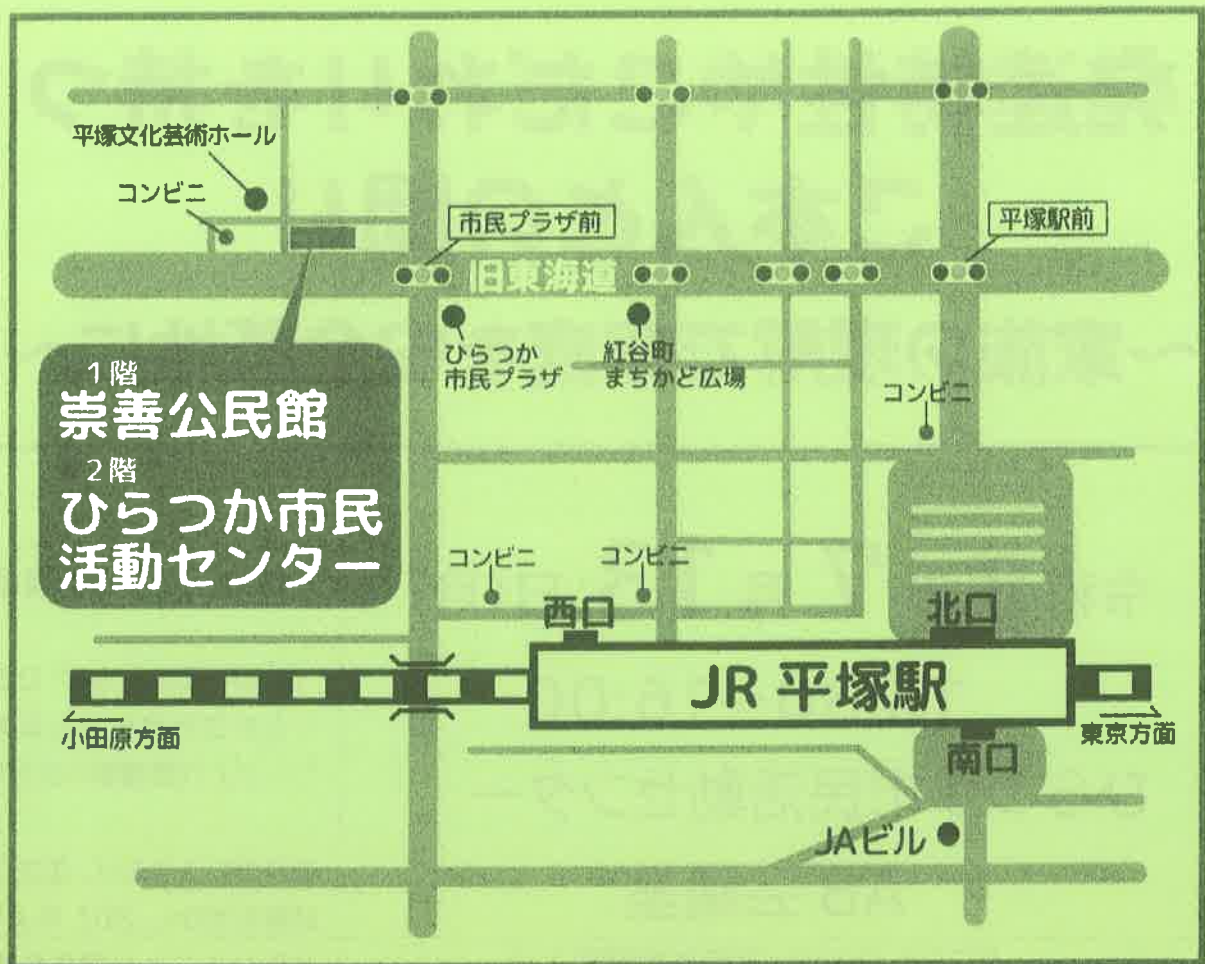 平塚文化芸術ホール
コンビニ
市民プラザ前
平塚駅前
旧東海道
ひらつか
市民プラザ
紅谷町
まちかど広場
1階
崇善公民館
2階
ひらつか市民
活動センター
コンビニ
コンビニ
コンビニ
西口
北口
JR 平塚駅
小田原方面
東京方面
南口
JAビル